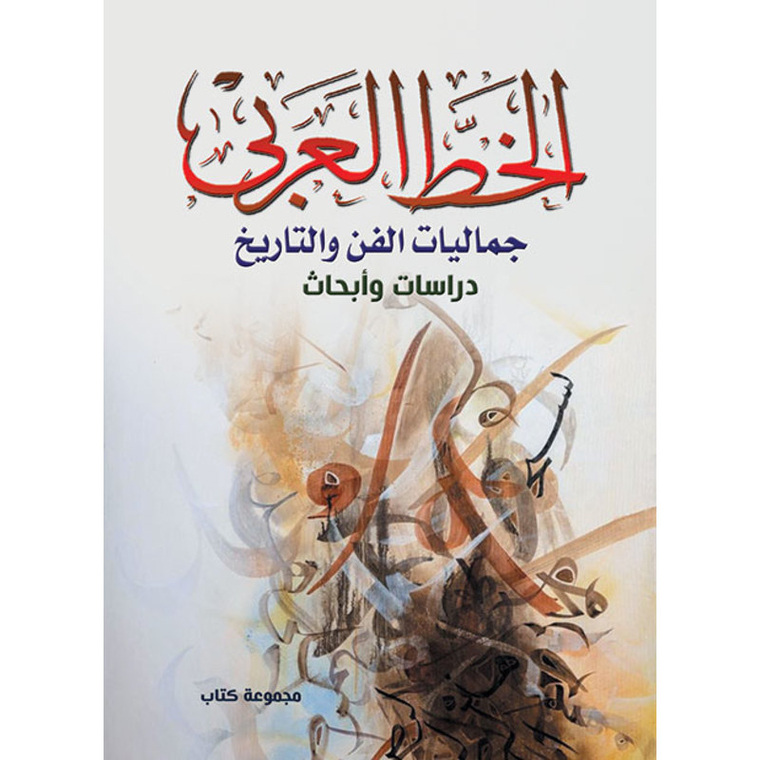 الخطّ العربي
جماليات الفن والتاريخ
دراسات وأبحاث
مجموعة كتاب